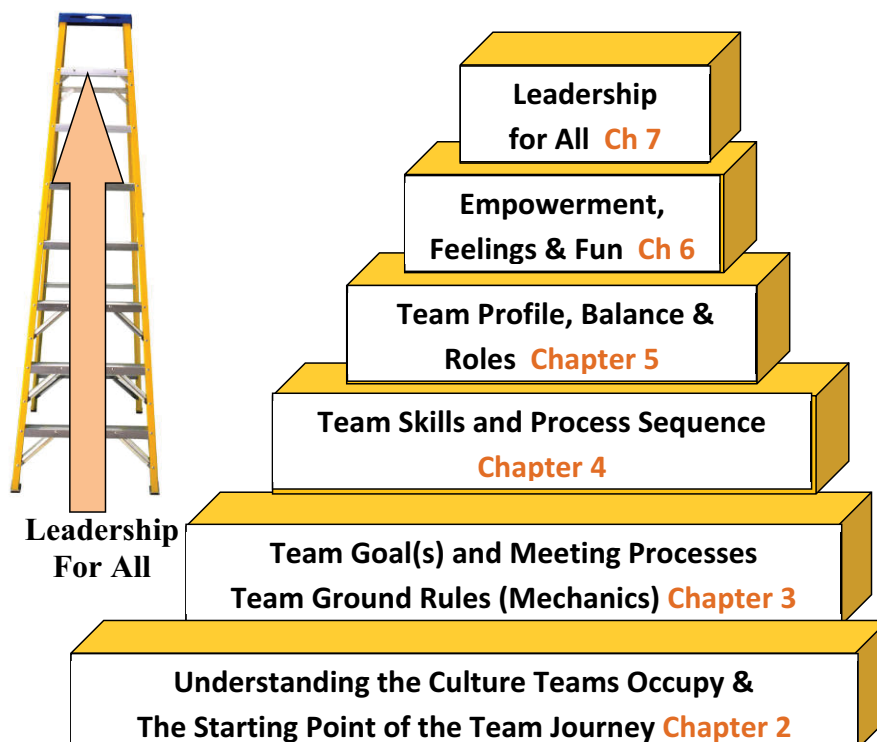 Leadership
for All Ch 7
Empowerment,
Feelings & Fun Ch 6
Team Profile, Balance &
Roles Chapter 5
Team Skills and Process Sequence
Chapter 4
Leadership
For All
Team Goal(s) and Meeting Processes
Team Ground Rules (Mechanics) Chapter 3
Understanding the Culture Teams Occupy &
The Starting Point of the Team Journey Chapter 2